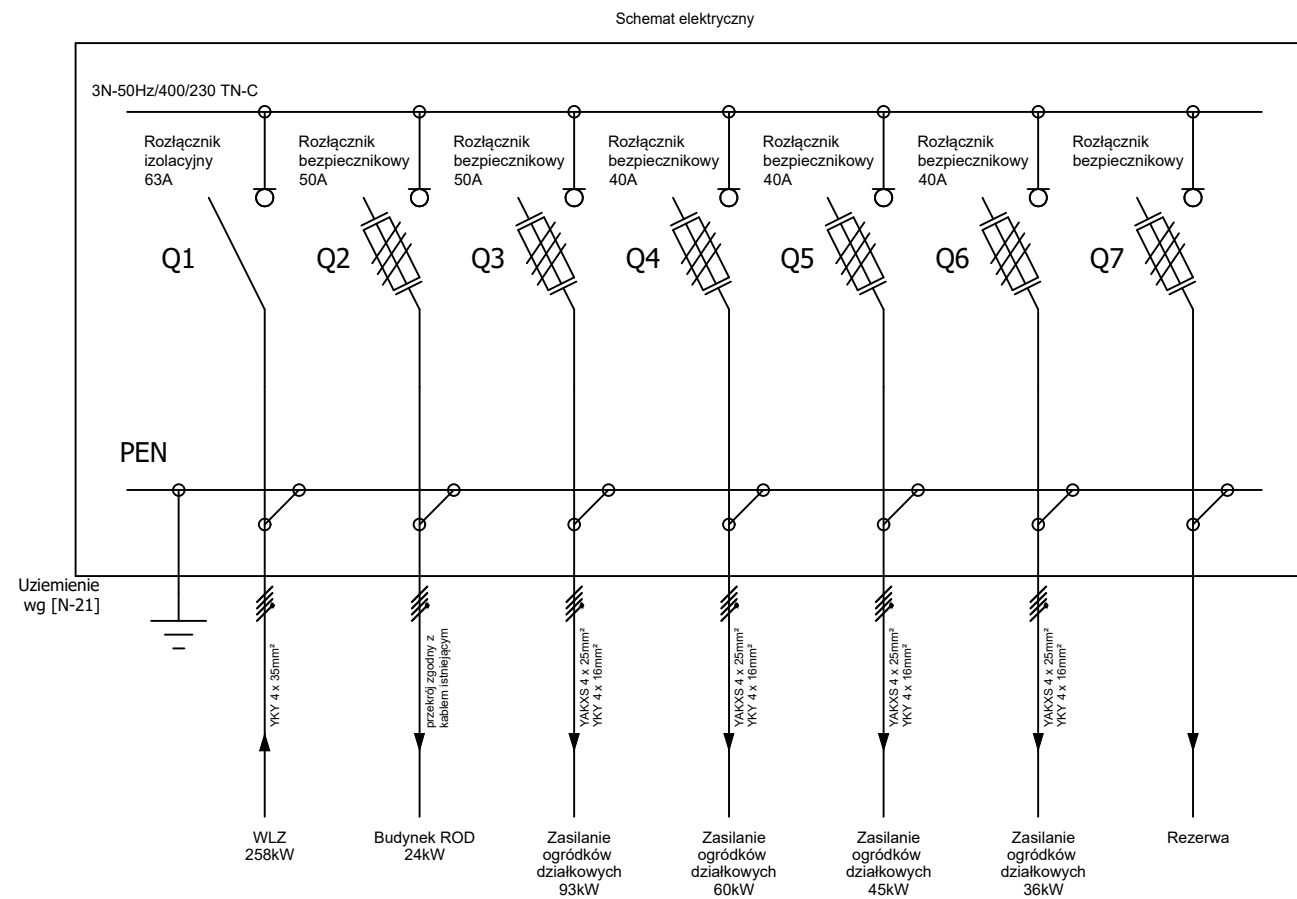 Schemat elektryczny
3N-50Hz/400/230 TN-C
Rozłącznik
izolacyjny
63A
Rozłącznik
bezpiecznikowy
50A
Rozłącznik
bezpiecznikowy
50A
Rozłącznik
bezpiecznikowy
40A
Rozłącznik
bezpiecznikowy
40A
Rozłącznik
bezpiecznikowy
40A
Rozłącznik
bezpiecznikowy
Q1
Q2
Q3
Q4
Q5
Q6
Q7
PEN
Uziemienie
wg [N-21]
YKY 4 x 35mm²
przekrój zgodny z
kablem istniejącym
YAKXS 4 x 25mm²
YKY 4 x 16mm²
YAKXS 4 x 25mm²
YKY 4 x 16mm²
YAKXS 4 x 25mm²
YKY 4 x 16mm²
YAKXS 4 x 25mm²
YKY 4 x 16mm²
WLZ
258kW
Budynek ROD
24kW
Zasilanie
ogródków
działkowych
93kW
Zasilanie
ogródków
działkowych
60kW
Zasilanie
ogródków
działkowych
45kW
Zasilanie
ogródków
działkowych
36kW
Rezerwa